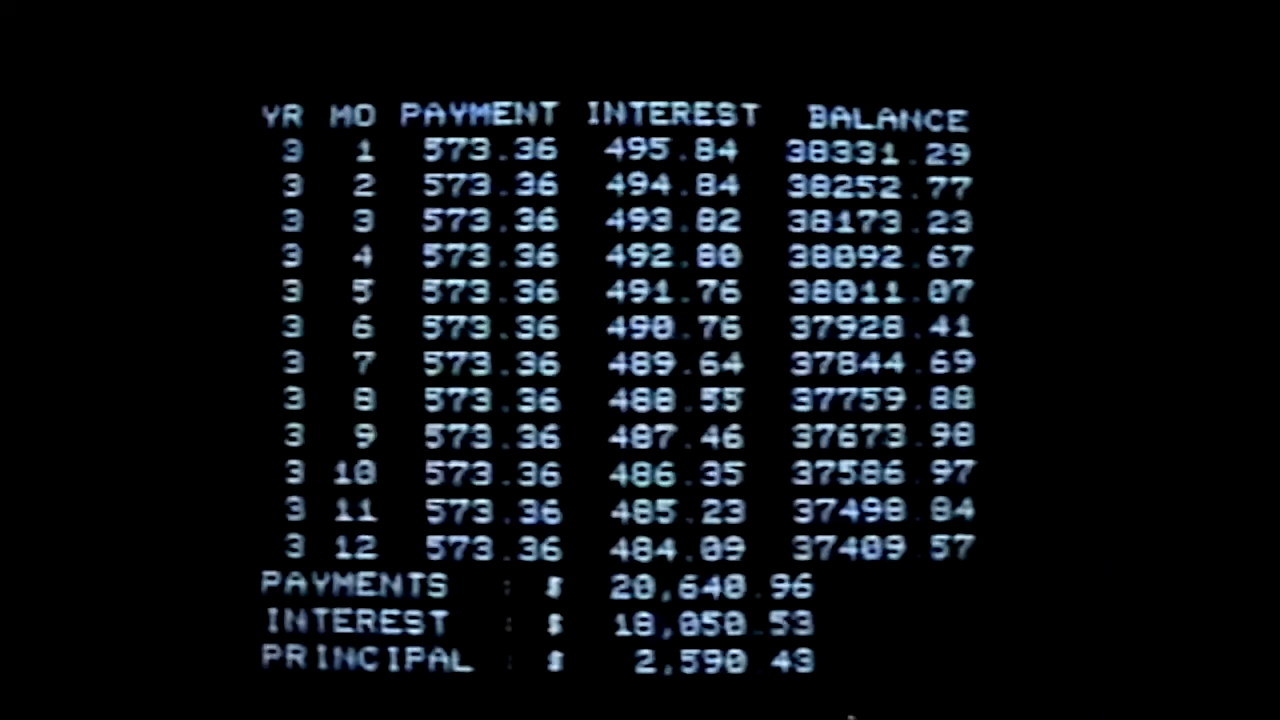 YR MO PAYMENT INTEREST BALANCE
3 1 573.36 495.84 38331.29
3 2 573.36 494.84 38252.77
3 3 573.36 493.82 38173.23
3 4 573.36 492.80 38092.67
3 5 573.36 491.76 38011.07
3 6 573.36 490.76 37928.41
3 7 573.36 489.64 37844.69
3 8 573.36 488.55 37759.88
3 9 573.36 487.46 37673.98
3 10 573.36 486.35 37586.97
3 11 573.36 485.23 37498.84
3 12 573.36 484.09 37409.57
PAYMENTS : $ 20,640.96
INTEREST : $ 18,050.53
PRINCIPAL : $ 2,590.43